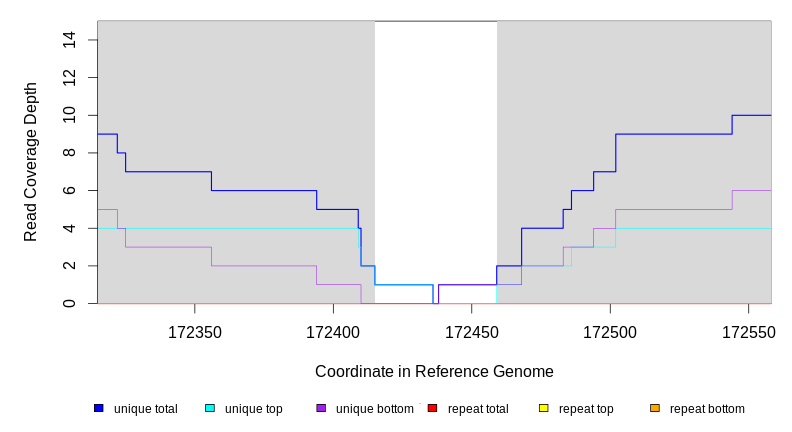 Read Coverage Depth
14
12
10
8
6
4
2
0
172350 172400 172450 172500 172550
Coordinate in Reference Genome
unique total unique top unique bottom repeat total repeat top repeat bottom